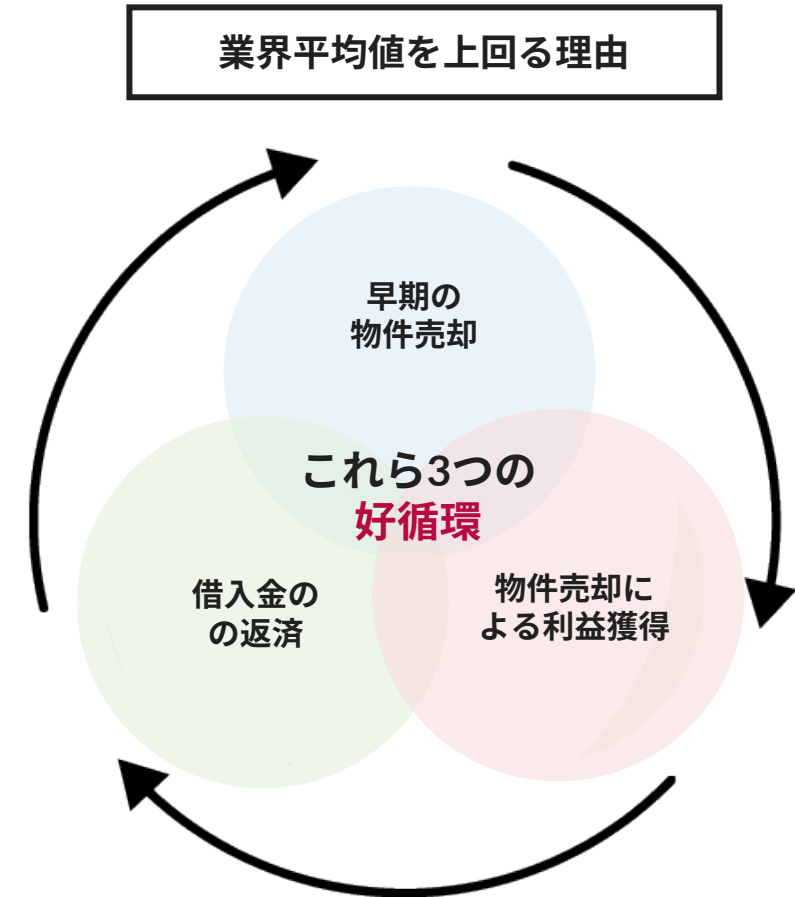 業界平均値を上回る理由
早期の
物件売却
これら3つの
好循環
借入金の
の返済
物件売却に
よる利益獲得